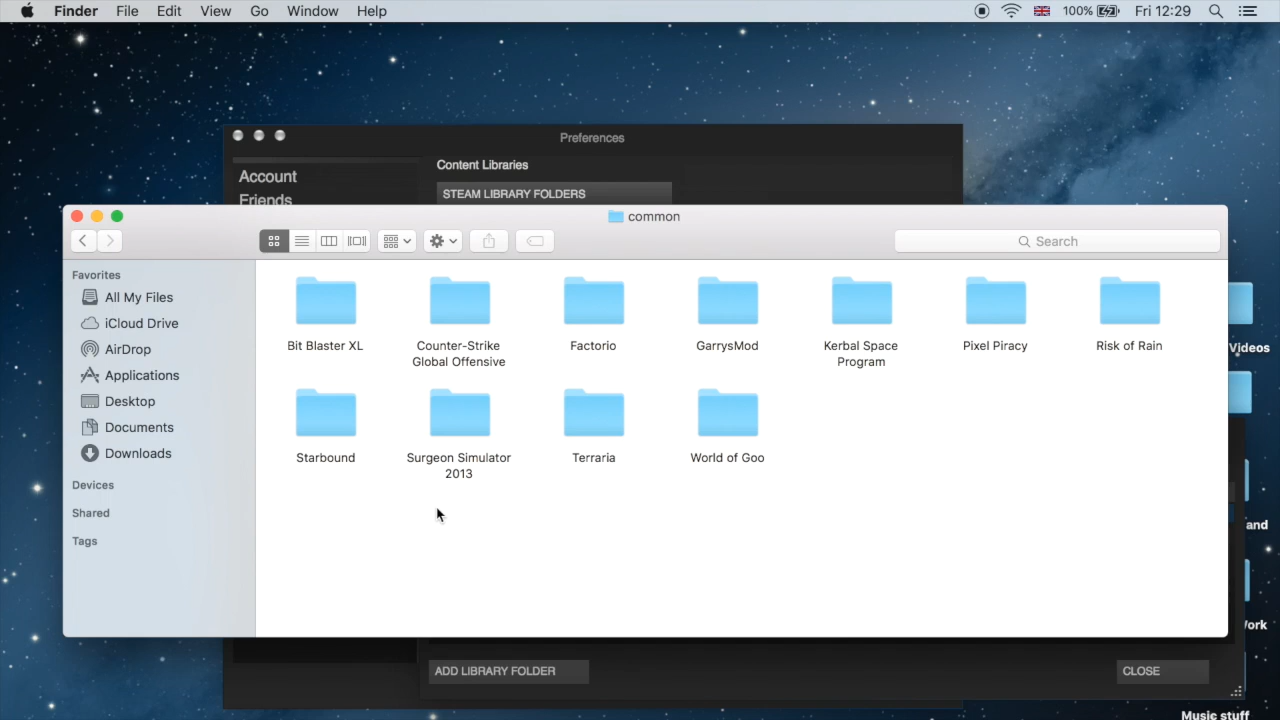 Finder File Edit View Go Window Help 100% Fri 12:29
Preferences
Account
Friends
Content Libraries
STEAM LIBRARY FOLDERS
common
Search
Favorites
All My Files
iCloud Drive
AirDrop
Applications
Desktop
Documents
Downloads
Devices
Shared
Tags
Bit Blaster XL
Counter-Strike
Global Offensive
Factorio
GarrysMod
Kerbal Space
Program
Pixel Piracy
Risk of Rain
Starbound
Surgeon Simulator
2013
Terraria
World of Goo
Videos
and
ADD LIBRARY FOLDER
CLOSE
Music stuff